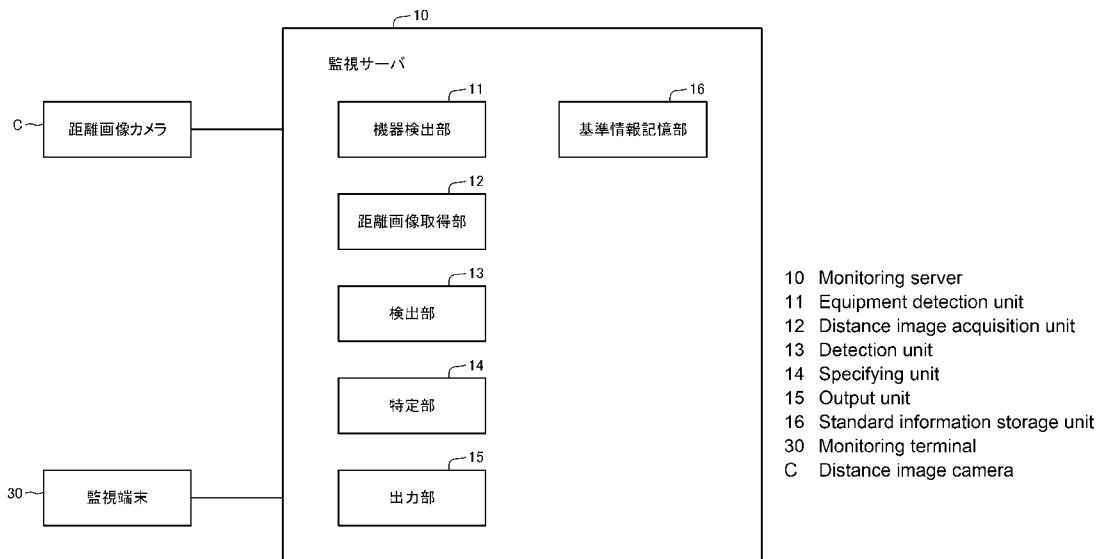 10
監視サーバ
11
16
C
距離画像カメラ
機器検出部
基準情報記憶部
12
距離画像取得部
13
検出部
14
特定部
15
30
監視端末
出力部
10 Monitoring server
11 Equipment detection unit
12 Distance image acquisition unit
13 Detection unit
14 Specifying unit
15 Output unit
16 Standard information storage unit
30 Monitoring terminal
C Distance image camera